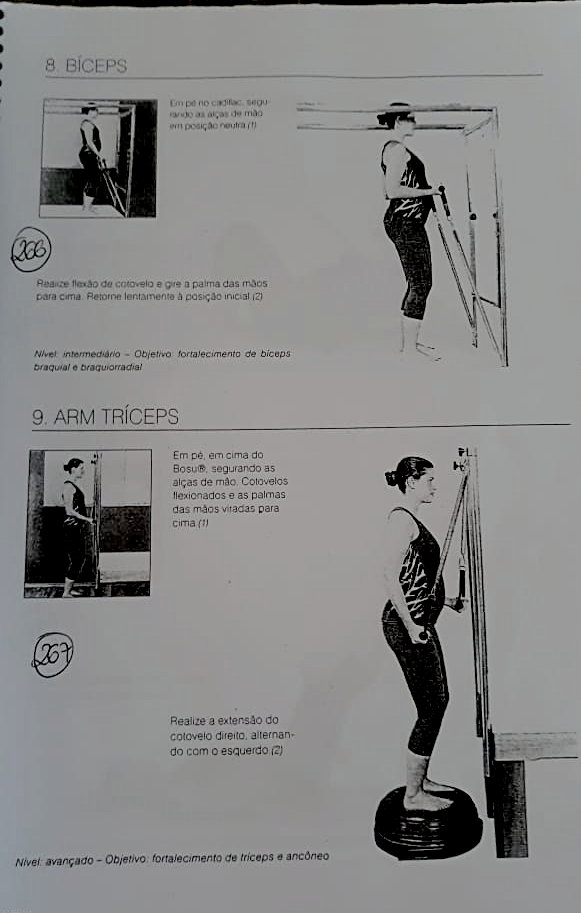 8. BÍCEPS
Em pé no cadillac, segu-
rando as alças de mão
em posição neutra.(1)
266
Realize flexão de cotovelo e gire a palma das mãos
para cima. Retorne lentamente à posição inicial.(2)
Nível: intermediário – Objetivo: fortalecimento de bíceps
braquial e braquiorradial
9. ARM TRÍCEPS
Em pé, em cima do
Bosu®, segurando as
alças de mão. Cotovelos
flexionados e as palmas
das mãos viradas para
cima.(1)
267
Realize a extensão do
cotovelo direito, alternan-
do com o esquerdo.(2)
Nível: avançado – Objetivo: fortalecimento de tríceps e ancôneo